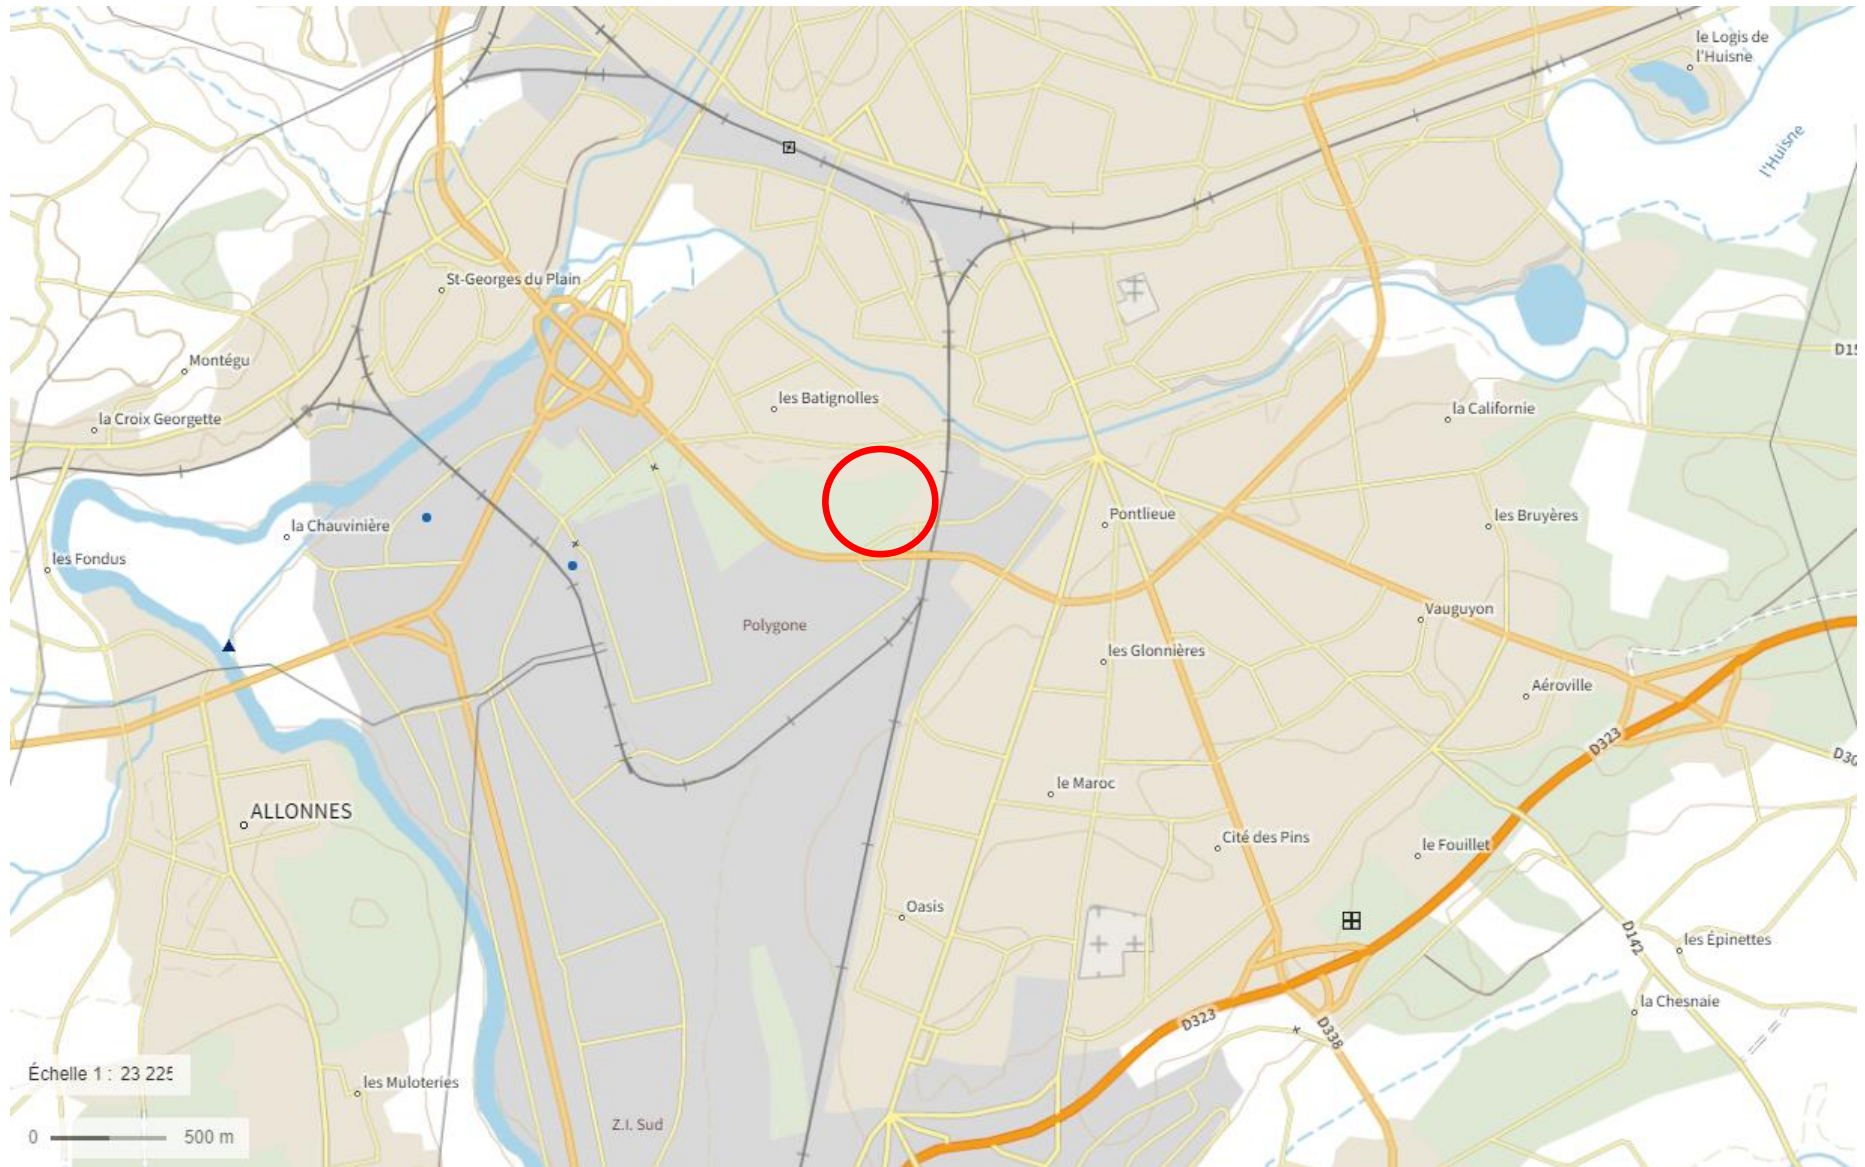 le Logis de
l'Huisne
l'Huisne
St-Georges du Plain
Montégu
D15
les Batignolles
la Croix Georgette
la Californie
la Chauvinière
Pontlieue
les Bruyères
les Fondus
Vauguyon
Polygone
les Glonnières
Aéroville
D323
D30
le Maroc
ALLONNES
Cité des Pins
le Fouillet
Oasis
D142
les Épinettes
la Chesnaie
D323
D338
Échelle 1 : 23 225
les Muloteries
Z.I. Sud
0 500 m